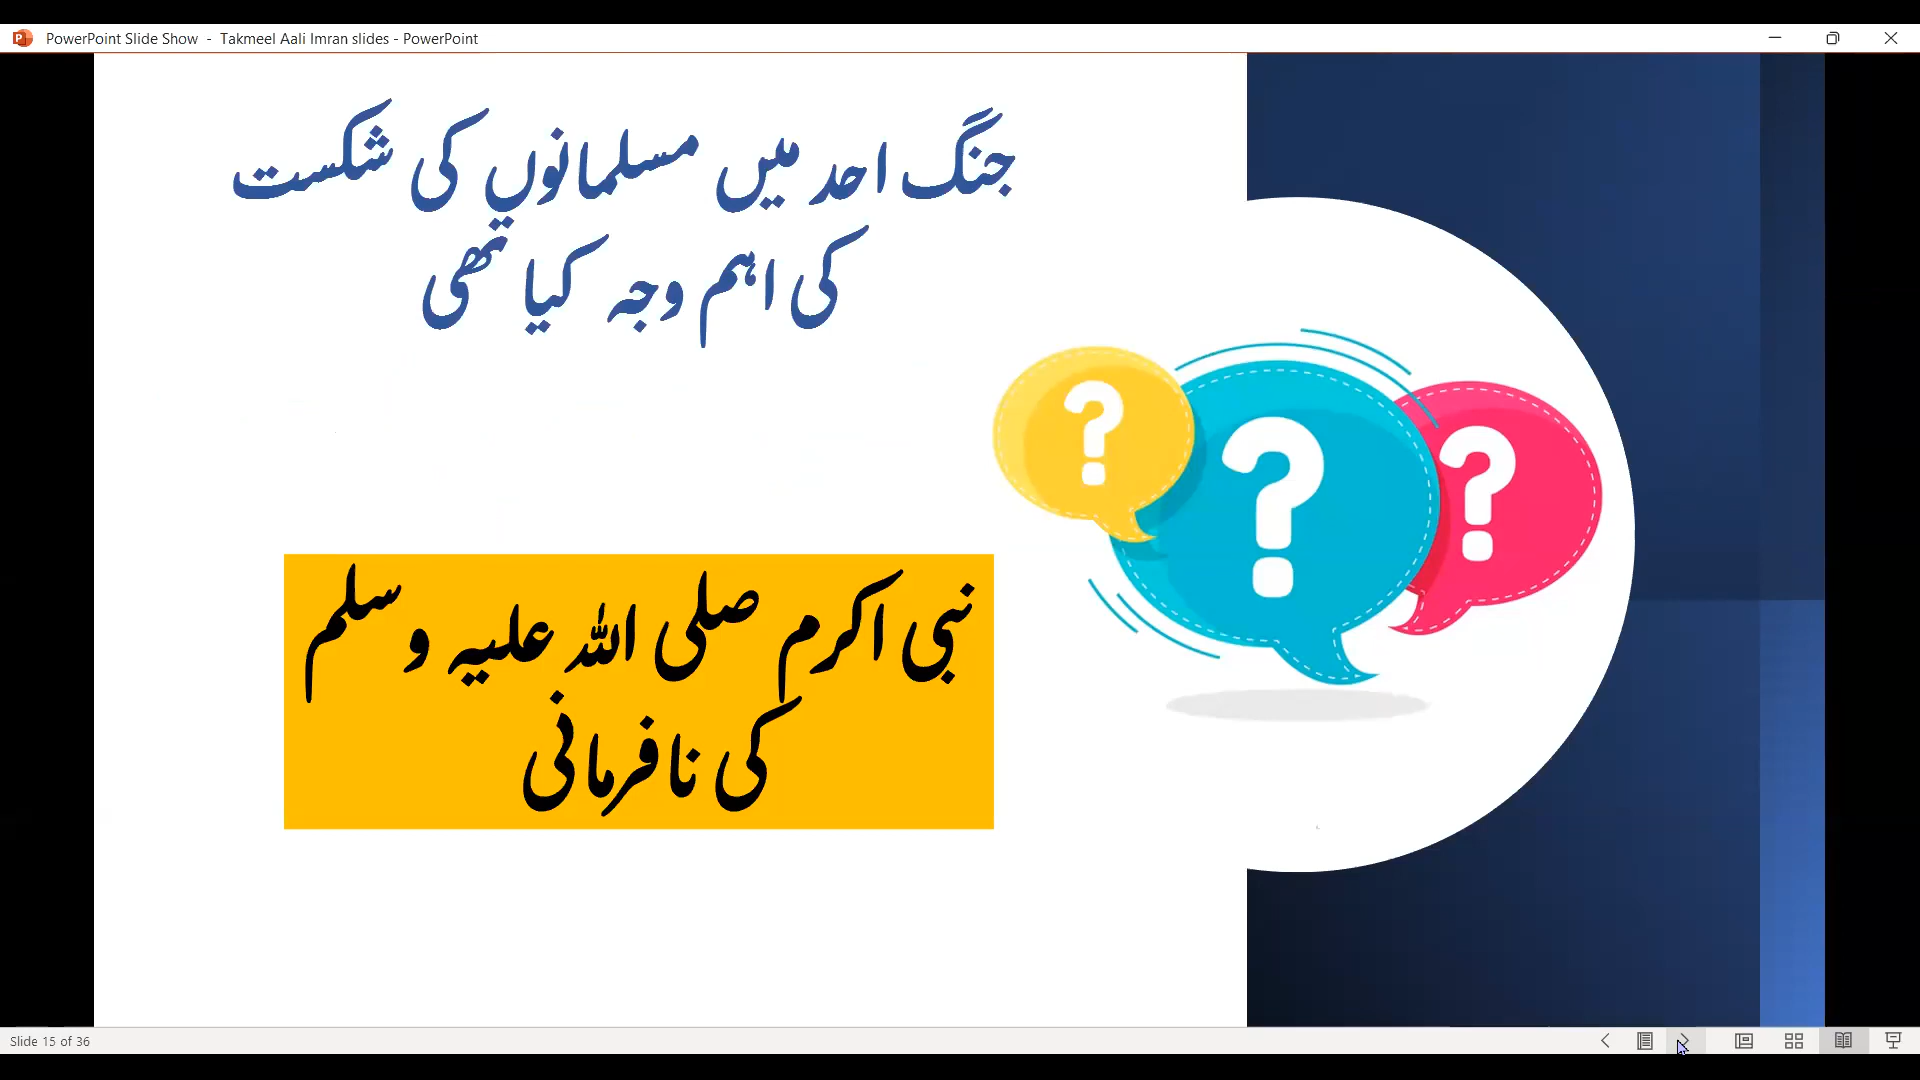 PowerPoint Slide Show - Takmeel Aali Imran slides - PowerPoint
جنگ احد میں مسلمانوں کی شکست
کی اہم وجہ کیا تھی
نبی اکرم صلی اللہ علیہ وسلم
کی نافرمانی
Slide 15 of 36